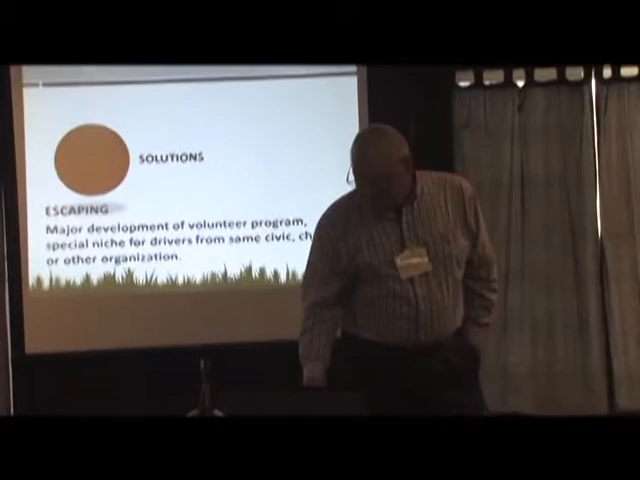 SOLUTIONS
ESCAPING
Major development of volunteer program,
special niche for drivers from same civic,
or other organization.